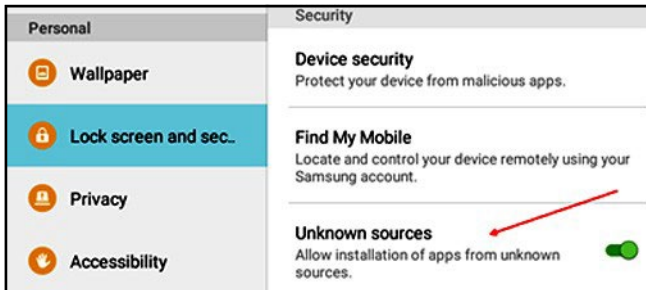 Personal
Wallpaper
Lock screen and sec..
Privacy
Accessibility
Security
Device security
Protect your device from malicious apps.
Find My Mobile
Locate and control your device remotely using your
Samsung account.
Unknown sources
Allow installation of apps from unknown
sources.